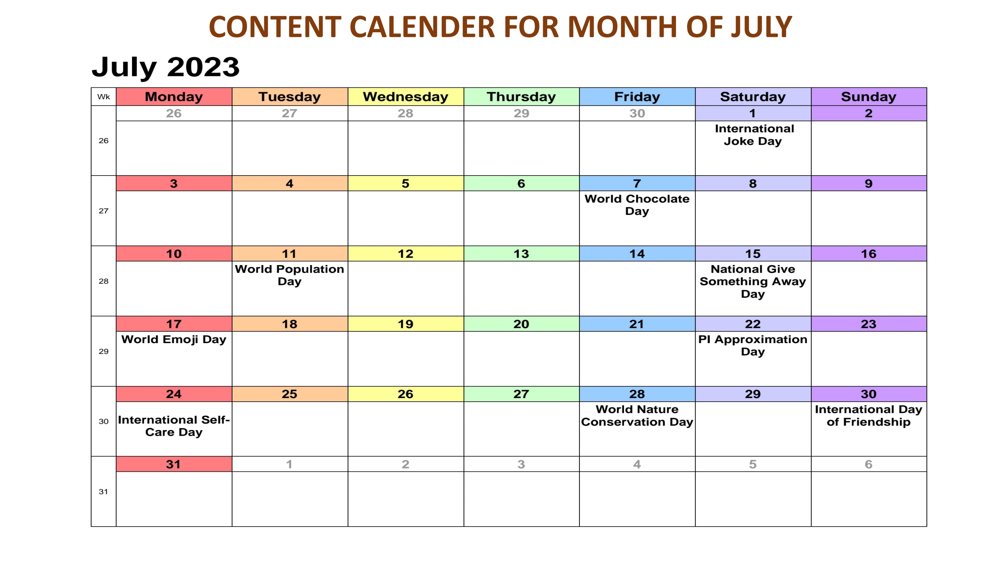 CONTENT CALENDER FOR MONTH OF JULY
July 2023
Wk Monday Tuesday Wednesday Thursday Friday Saturday Sunday
26 27 28 29 30 1 2
26
International
Joke Day
3 4 5 6 7 8 9
27
World Chocolate
Day
10 11 12 13 14 15 16
28
World Population
Day
National Give
Something Away
Day
17 18 19 20 21 22 23
29
World Emoji Day
PI Approximation
Day
24 25 26 27 28 29 30
30
International Self-
Care Day
World Nature
Conservation Day
International Day
of Friendship
31 1 2 3 4 5 6
31